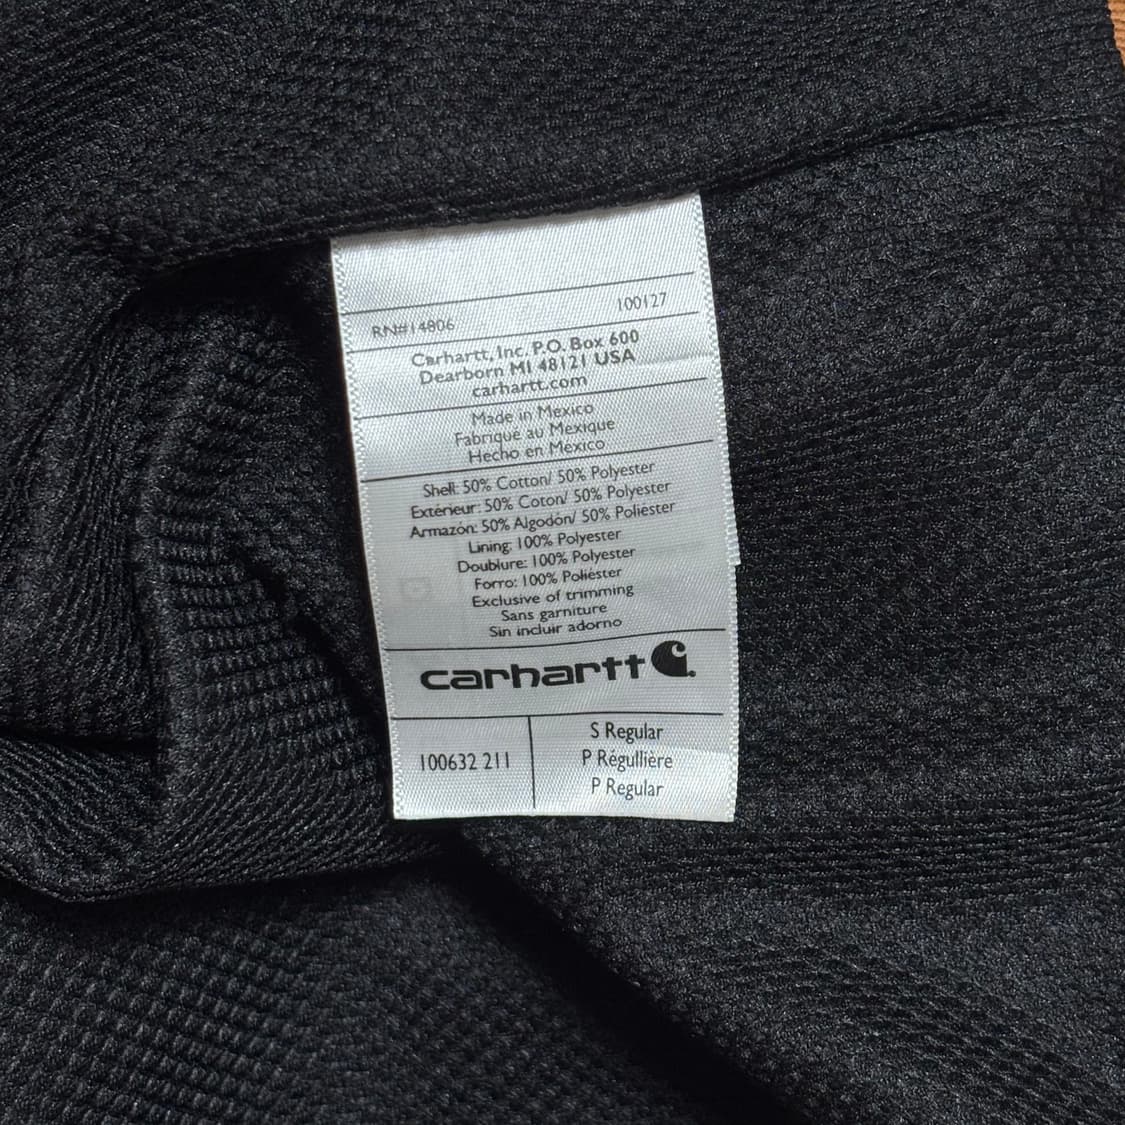 RN#14806 100127
Carhartt, Inc. P.O. Box 600
Dearborn MI 48121 USA
carhartt.com
Made in Mexico
Fabriqué au Mexique
Hecho en México
Shell: 50% Cotton/ 50% Polyester
Extérieur: 50% Coton/ 50% Polyester
Armazón: 50% Algodón/ 50% Poliéster
Lining: 100% Polyester
Doublure: 100% Polyester
Forro: 100% Poliéster
Exclusive of trimming
Sans garniture
Sin incluir adorno
carhartt
100632 211
S Regular
P Régullière
P Regular